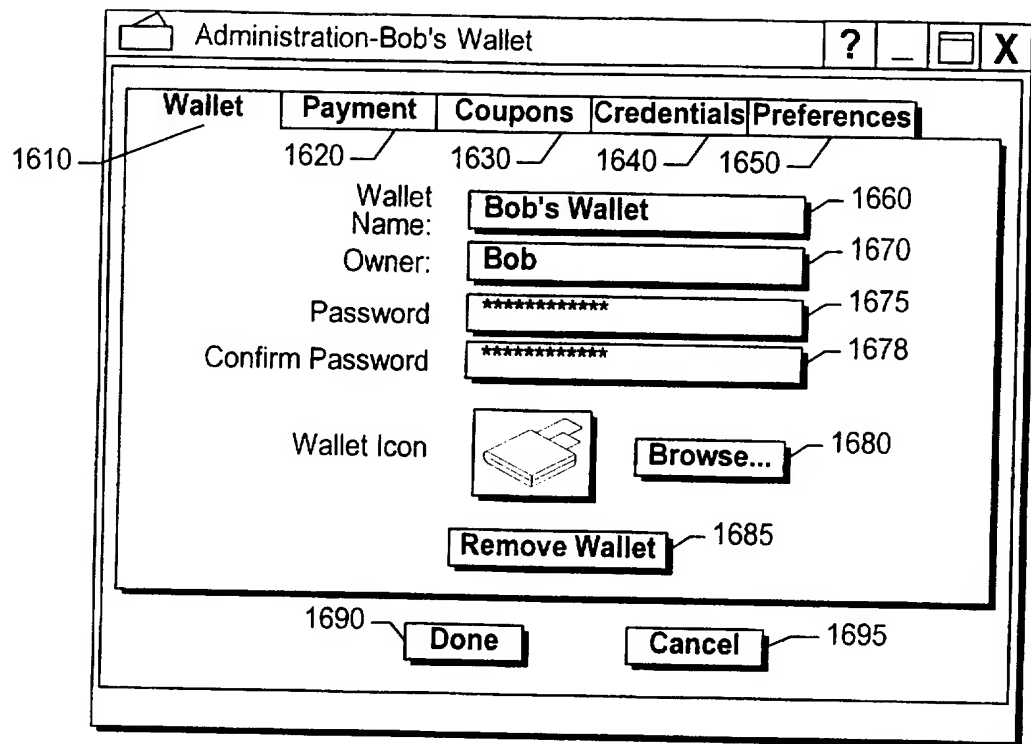 Administration-Bob's Wallet ? _ X
Wallet Payment Coupons Credentials Preferences
1610 1620 1630 1640 1650
Wallet
Name: Bob's Wallet 1660
Owner: Bob 1670
Password ************ 1675
Confirm Password ************ 1678
Wallet Icon Browse... 1680
Remove Wallet 1685
1690 Done Cancel 1695